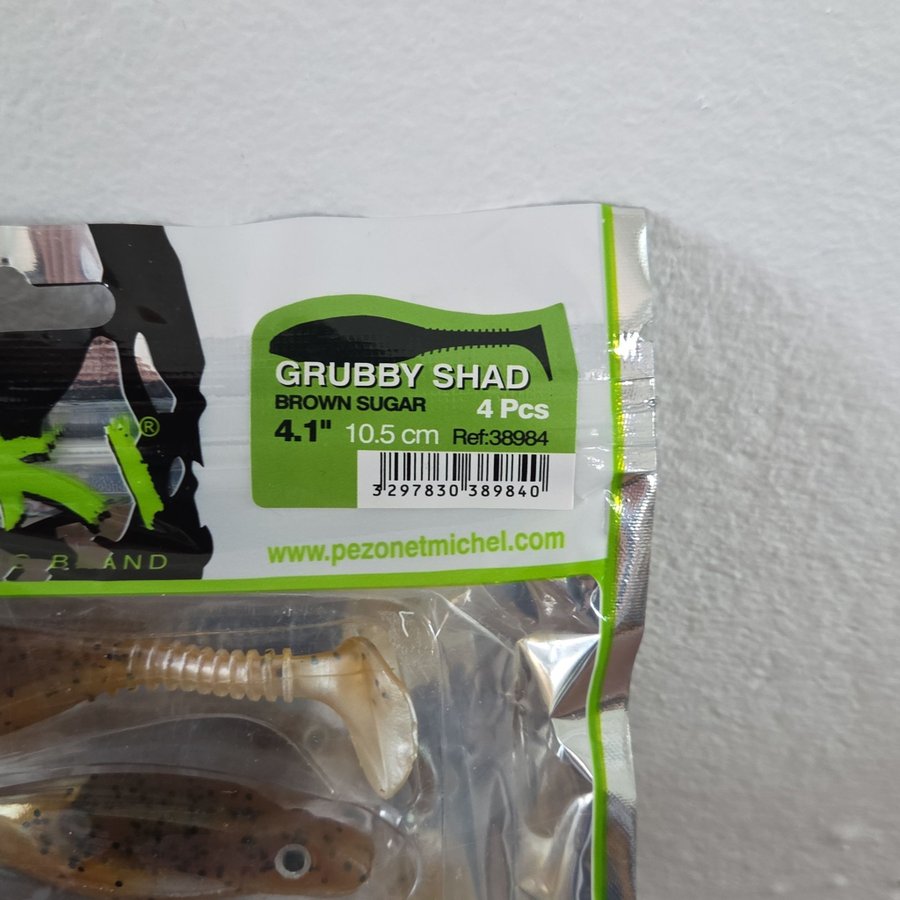 GRUBBY SHAD
BROWN SUGAR 4 Pcs
4.1" 10.5 cm Ref:38984
3 297830 389840
www.pezonetmichel.com
KI®